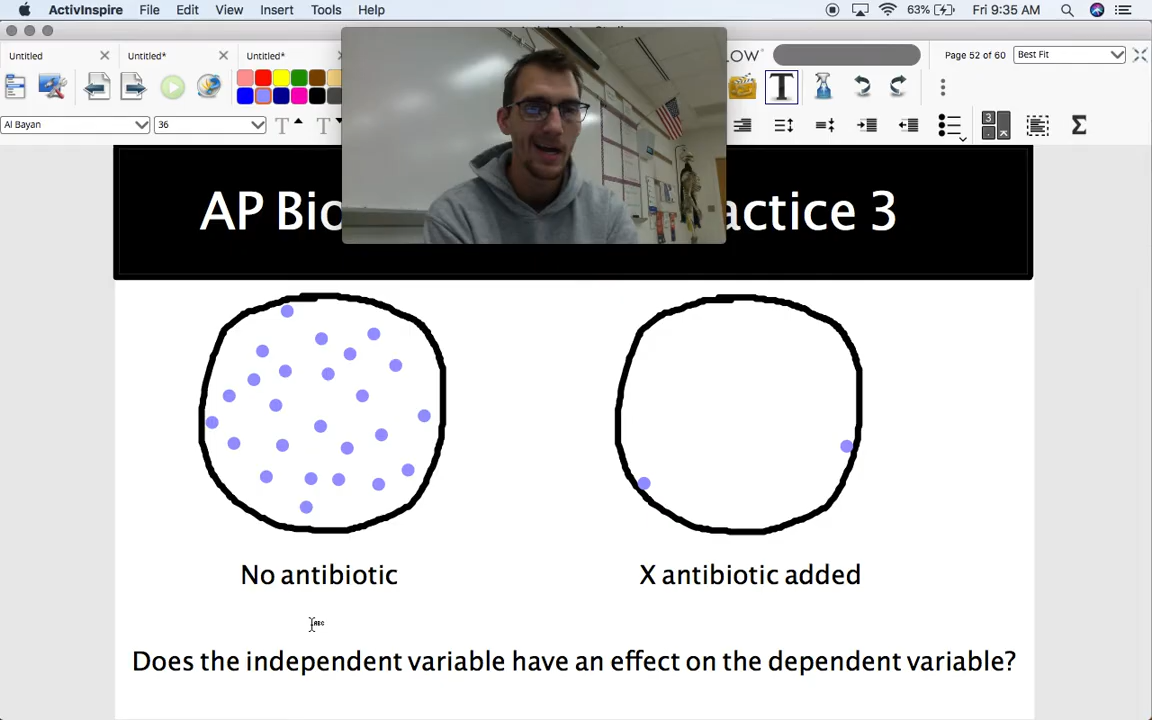 ActivInspire File Edit View Insert Tools Help 63% Fri 9:35 AM
Untitled Untitled* Untitled* LOW Page 52 of 60 Best Fit
Al Bayan 36
AP Bio actice 3
No antibiotic
X antibiotic added
Does the independent variable have an effect on the dependent variable?